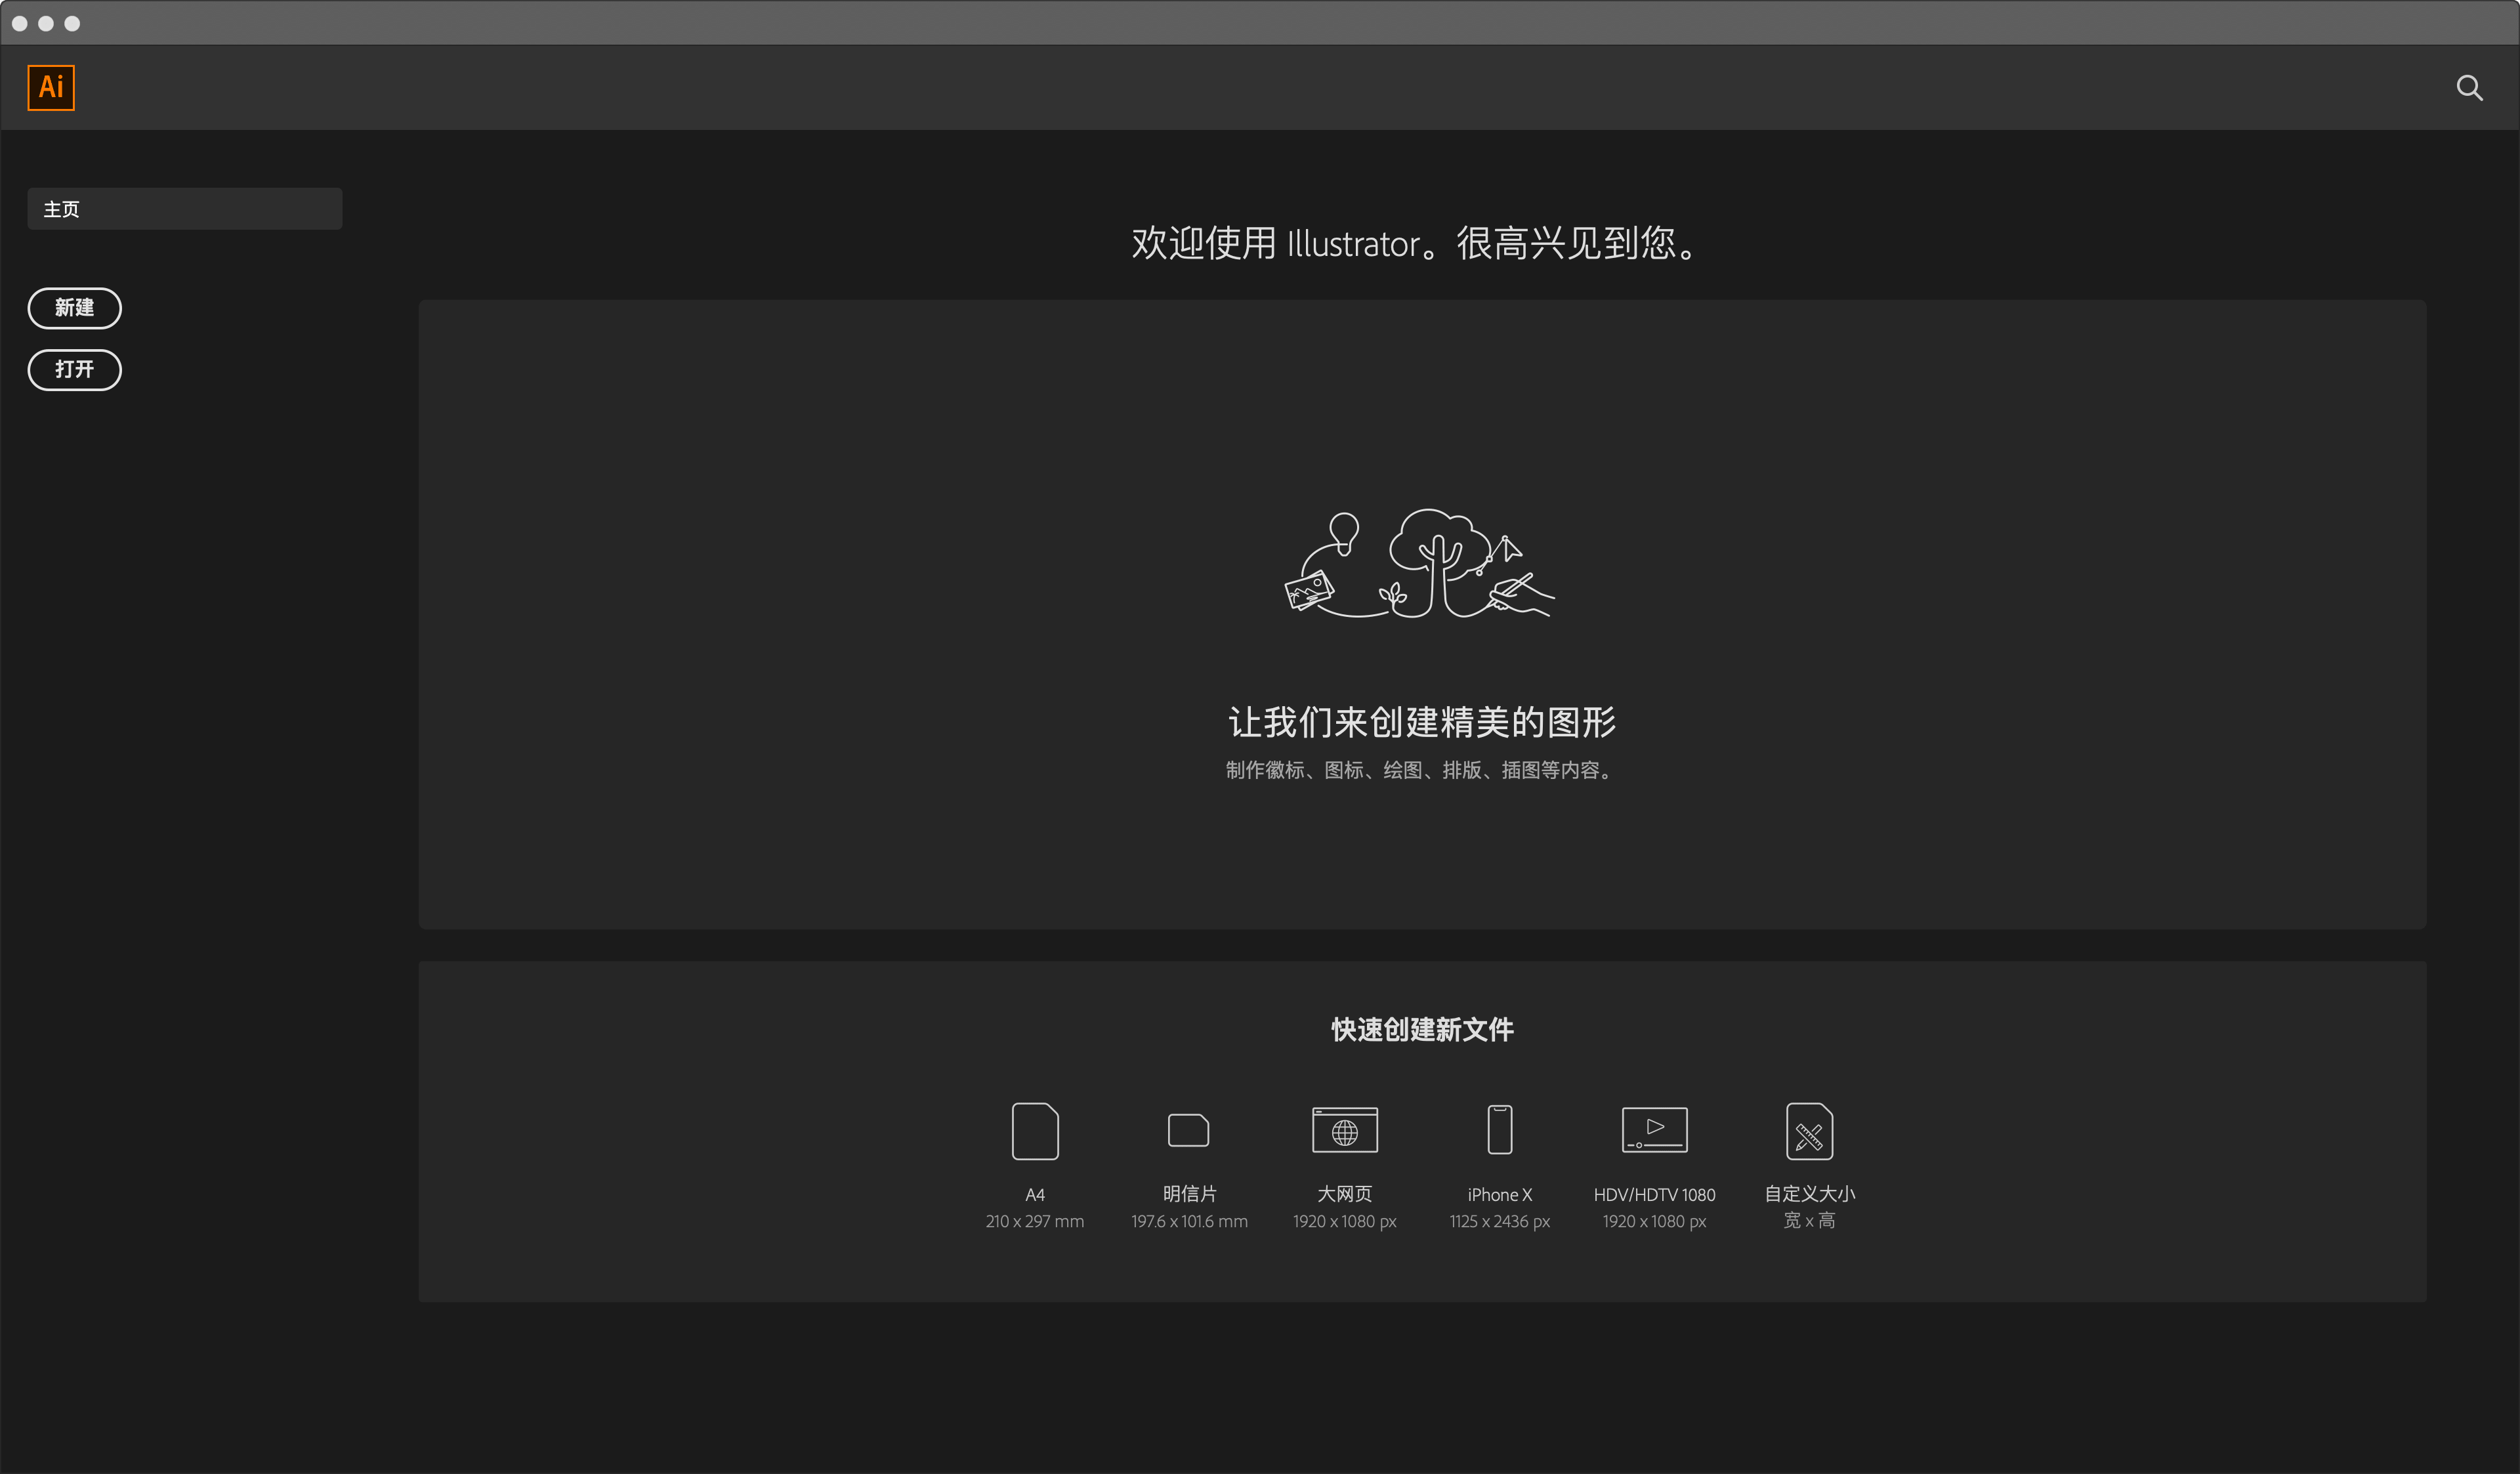 Ai
主页
新建
打开
欢迎使用 Illustrator。很高兴见到您。
让我们来创建精美的图形
制作徽标、图标、绘图、排版、插图等内容。
快速创建新文件
A4
210 x 297 mm
明信片
197.6 x 101.6 mm
大网页
1920 x 1080 px
iPhone X
1125 x 2436 px
HDV/HDTV 1080
1920 x 1080 px
自定义大小
宽 x 高